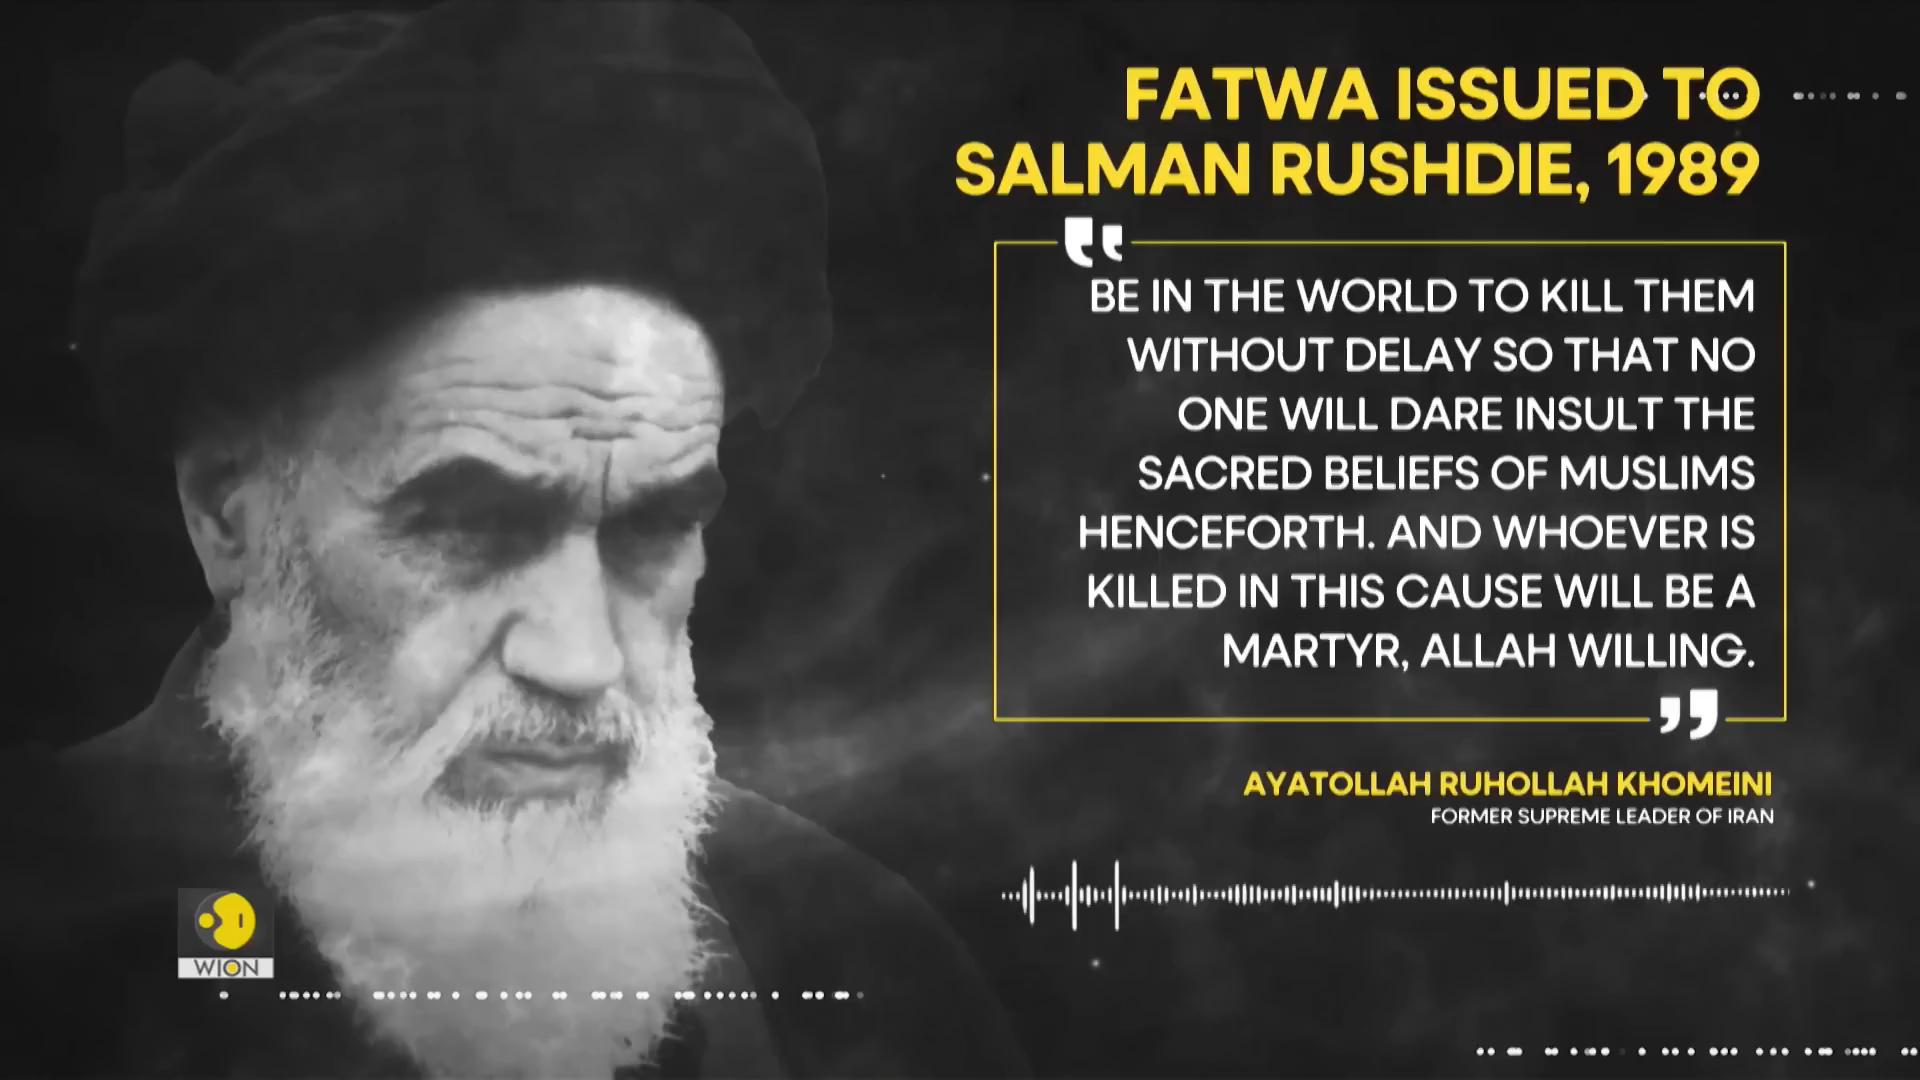 FATWA ISSUED TO
SALMAN RUSHDIE, 1989
"
BE IN THE WORLD TO KILL THEM
WITHOUT DELAY SO THAT NO
ONE WILL DARE INSULT THE
SACRED BELIEFS OF MUSLIMS
HENCEFORTH. AND WHOEVER IS
KILLED IN THIS CAUSE WILL BE A
MARTYR, ALLAH WILLING.
"
AYATOLLAH RUHOLLAH KHOMEINI
FORMER SUPREME LEADER OF IRAN
WION